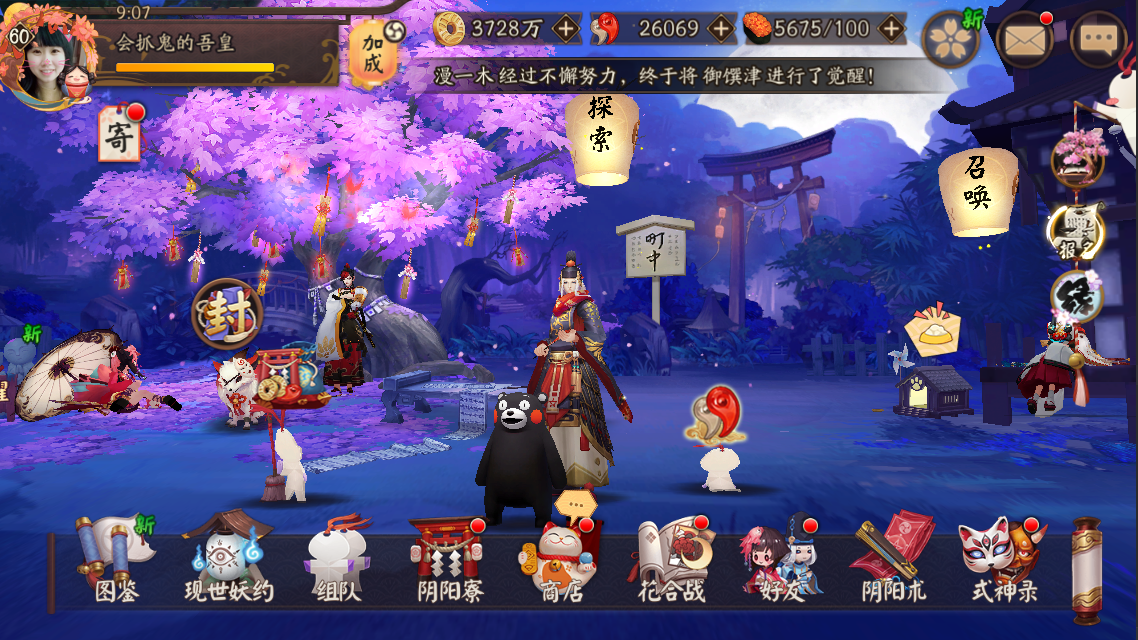 9:07
60
会抓鬼的吾皇
加成
3728万
26069
5675/100
新
漫一木 经过不懈努力，终于将 御馔津 进行了觉醒！
寄
探索
召唤
町中
报名
缘
封
新
新
图鉴
现世妖约
组队
阴阳寮
商店
花合战
好友
阴阳术
式神录